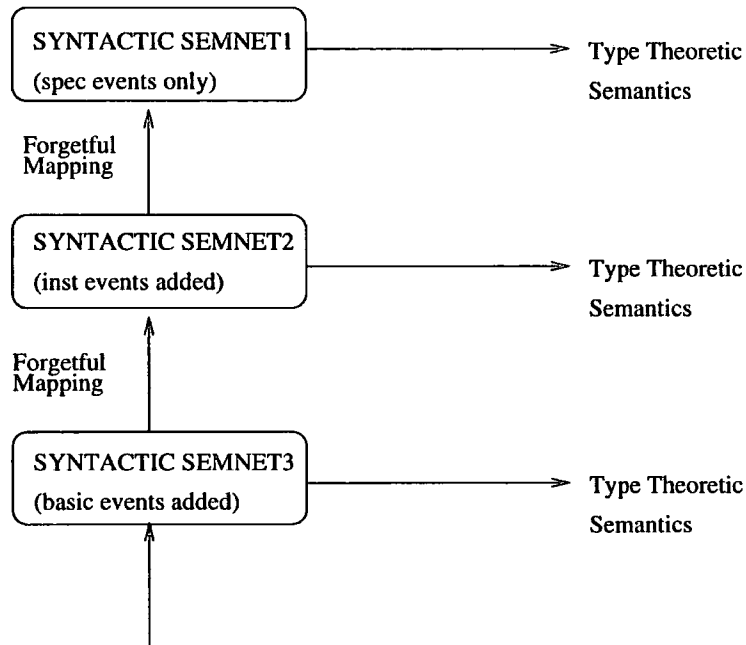 SYNTACTIC SEMNET1
(spec events only)
Type Theoretic
Semantics
Forgetful
Mapping
SYNTACTIC SEMNET2
(inst events added)
Type Theoretic
Semantics
Forgetful
Mapping
SYNTACTIC SEMNET3
(basic events added)
Type Theoretic
Semantics